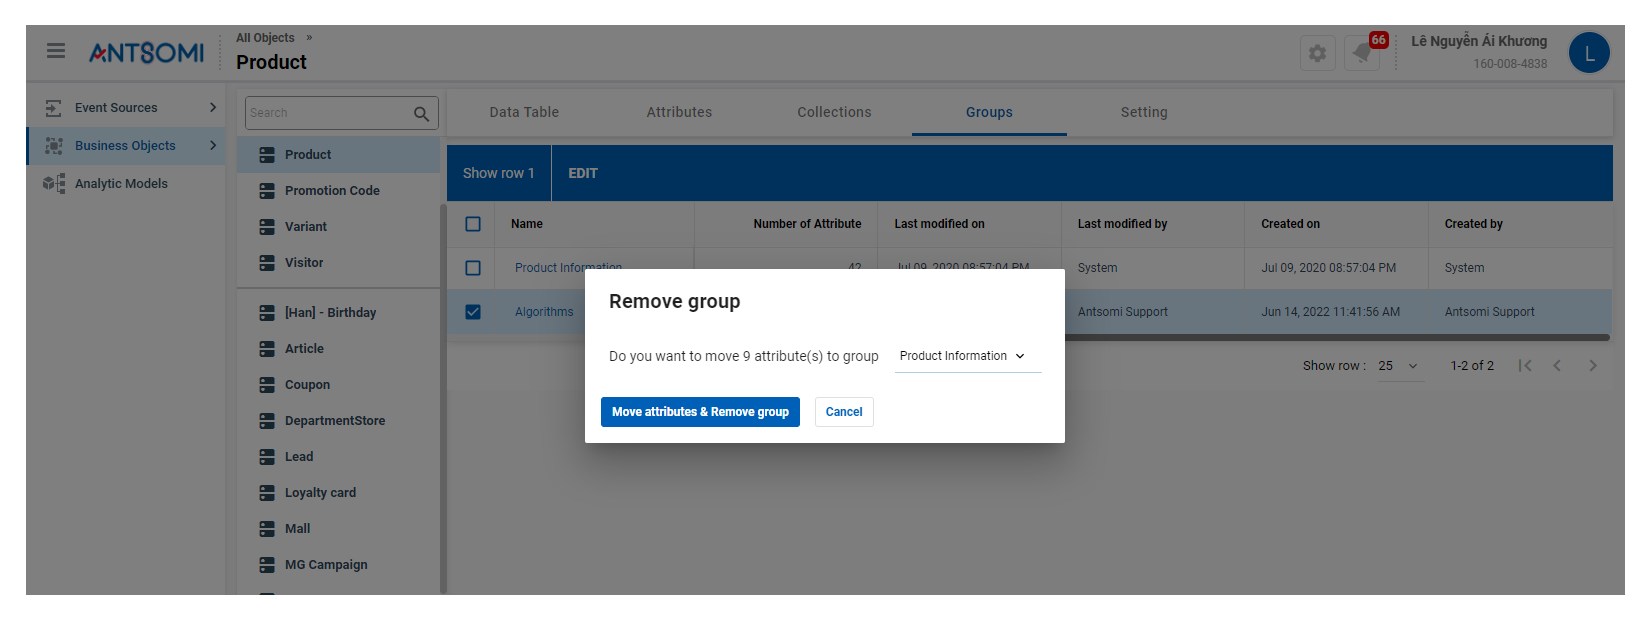 ANTSOMI
All Objects »
Product
66
Lê Nguyễn Ái Khương
160-008-4838
L
Event Sources
Business Objects
Analytic Models
Search
Product
Promotion Code
Variant
Visitor
[Han] - Birthday
Article
Coupon
DepartmentStore
Lead
Loyalty card
Mall
MG Campaign
Data Table Attributes Collections Groups Setting
Show row 1 EDIT
Name Number of Attribute Last modified on Last modified by Created on Created by
Product Information 42 Jul 09, 2020 08:57:04 PM System Jul 09, 2020 08:57:04 PM System
Algorithms Antsomi Support Jun 14, 2022 11:41:56 AM Antsomi Support
Show row : 25 1-2 of 2
Remove group
Do you want to move 9 attribute(s) to group Product Information
Move attributes & Remove group Cancel